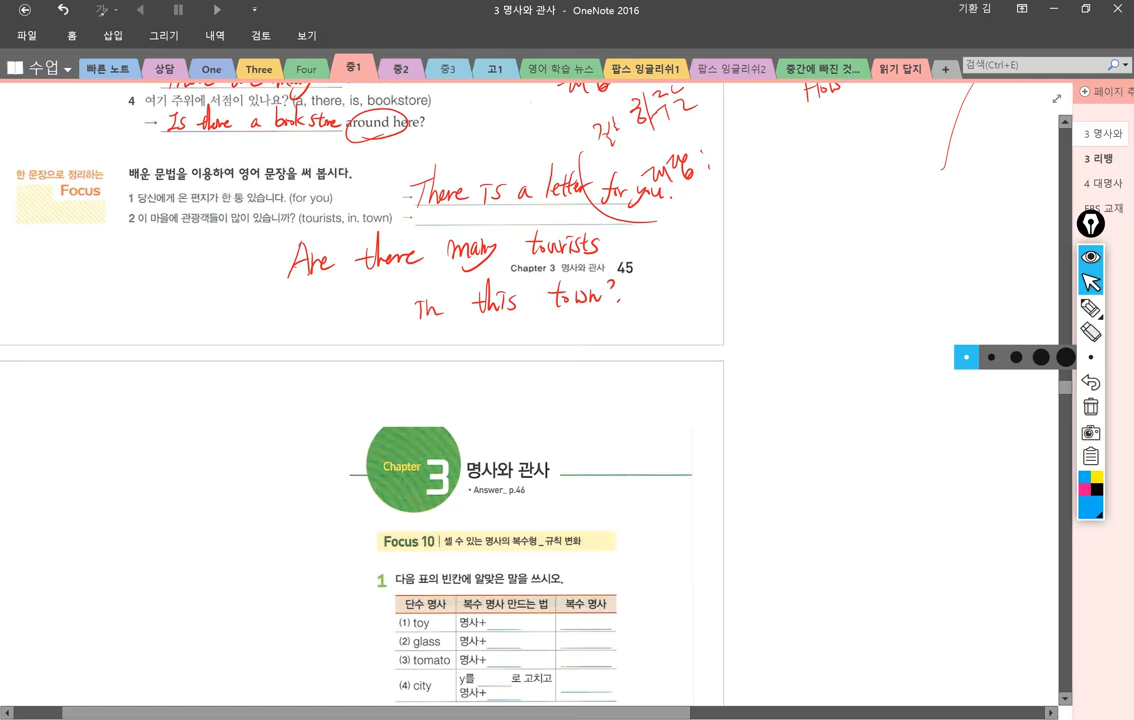 3 명사와 관사 - OneNote 2016
기환 김
파일 홈 삽입 그리기 내역 검토 보기
수업 빠른 노트 상담 One Three Four 중1 중2 중3 고1 영어 학습 뉴스 팝스 잉글리쉬1 팝스 잉글리쉬2 중간에 빠진 것... 읽기 답지 +
검색(Ctrl+E)
페이지 추
3 명사와
3 리뱅
4 대명사
EBS 교재
How
4 여기 주위에 서점이 있나요? (a, there, is, bookstore)
→ Is there a bookstore around here?
한 문장으로 정리하는
Focus
배운 문법을 이용하여 영어 문장을 써 봅시다.
1 당신에게 온 편지가 한 통 있습니다. (for you) → There is a letter for you.
2 이 마을에 관광객들이 많이 있습니까? (tourists, in, town) →
Are there many tourists
in this town?
Chapter 3 명사와 관사 45
Chapter 3 명사와 관사
• Answer_ p.46
Focus 10 | 셀 수 있는 명사의 복수형_규칙 변화
1 다음 표의 빈칸에 알맞은 말을 쓰시오.
단수 명사 복수 명사 만드는 법 복수 명사
(1) toy 명사+
(2) glass 명사+
(3) tomato 명사+
(4) city y를 로 고치고
명사+